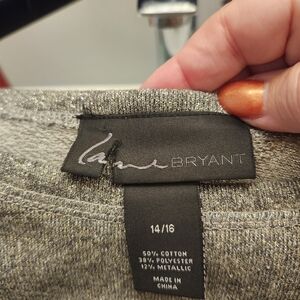 Lane BRYANT
14/16
50% COTTON
38% POLYESTER
12% METALLIC
MADE IN
CHINA